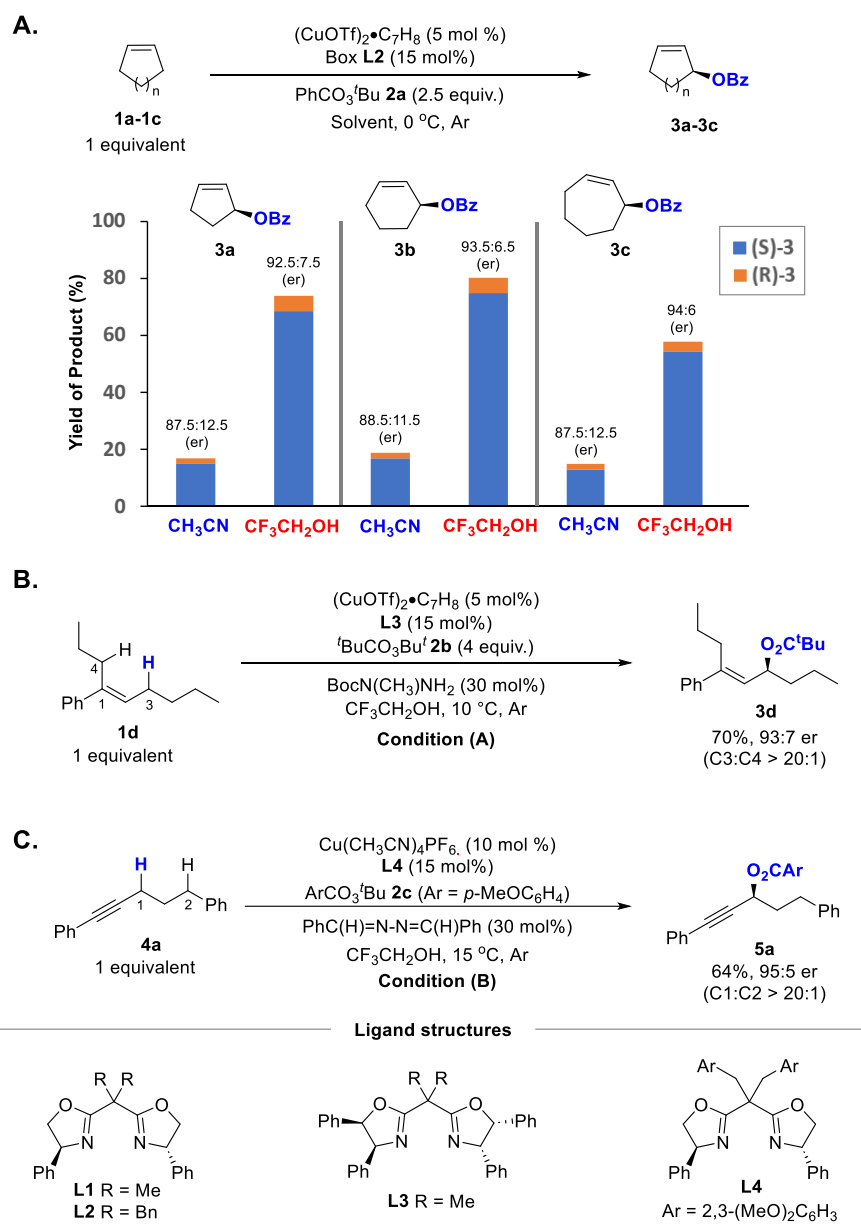 A.
(CuOTf)₂•C₇H₈ (5 mol %)
Box L2 (15 mol%)
PhCO₃ᵗBu 2a (2.5 equiv.)
Solvent, 0 ºC, Ar
n
1a-1c
1 equivalent
OBz
n
3a-3c
OBz
3a
OBz
3b
OBz
3c
Yield of Product (%)
100
80
60
40
20
0
87.5:12.5
(er)
92.5:7.5
(er)
88.5:11.5
(er)
93.5:6.5
(er)
87.5:12.5
(er)
94:6
(er)
(S)-3
(R)-3
CH₃CN
CF₃CH₂OH
CH₃CN
CF₃CH₂OH
CH₃CN
CF₃CH₂OH
B.
H
4
H
Ph
1
3
1d
1 equivalent
(CuOTf)₂•C₇H₈ (5 mol%)
L3 (15 mol%)
ᵗBuCO₃Buᵗ 2b (4 equiv.)
BocN(CH₃)NH₂ (30 mol%)
CF₃CH₂OH, 10 °C, Ar
Condition (A)
O₂CᵗBu
Ph
3d
70%, 93:7 er
(C3:C4 > 20:1)
C.
H
H
1
2
Ph
Ph
4a
1 equivalent
Cu(CH₃CN)₄PF₆. (10 mol %)
L4 (15 mol%)
ArCO₃ᵗBu 2c (Ar = p-MeOC₆H₄)
PhC(H)=N-N=C(H)Ph (30 mol%)
CF₃CH₂OH, 15 ºC, Ar
Condition (B)
O₂CAr
Ph
Ph
5a
64%, 95:5 er
(C1:C2 > 20:1)
Ligand structures
R R
O O
N N
Ph Ph
L1 R = Me
L2 R = Bn
R R
Ph O O Ph
N N
Ph Ph
L3 R = Me
Ar Ar
O O
N N
Ph Ph
L4
Ar = 2,3-(MeO)₂C₆H₃